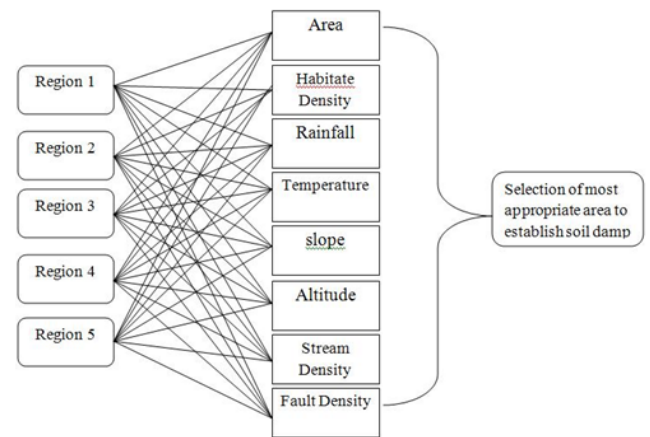 Region 1
Region 2
Region 3
Region 4
Region 5
Area
Habitate
Density
Rainfall
Temperature
slope
Altitude
Stream
Density
Fault Density
Selection of most
appropriate area to
establish soil damp